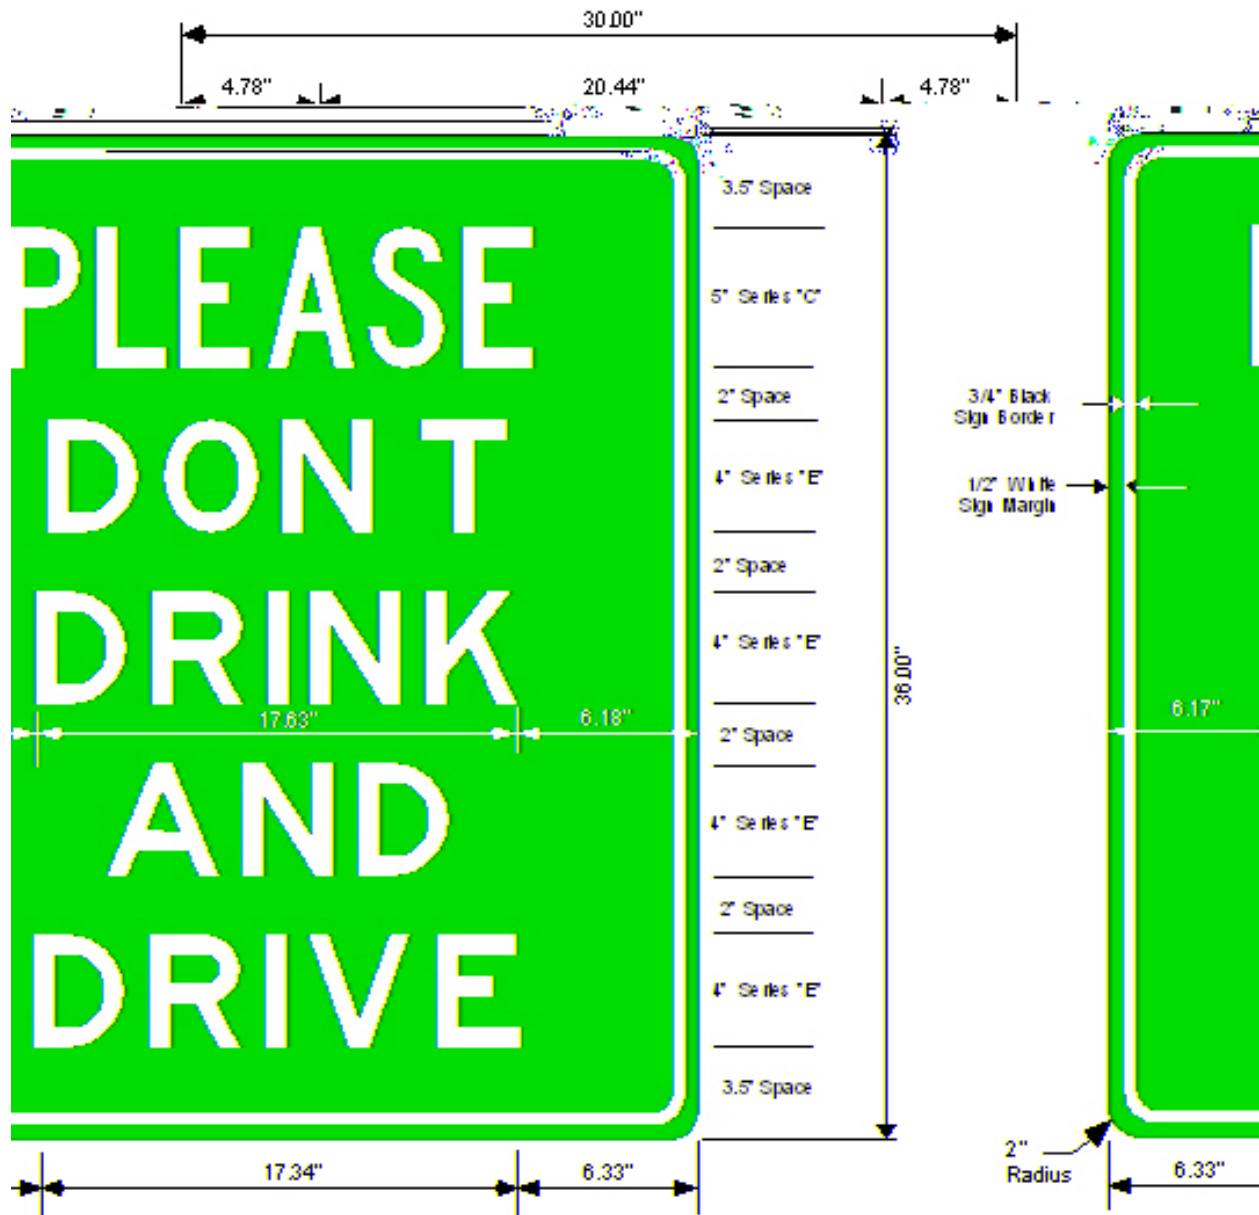 30.00"
4.78" 20.44" 4.78"
3.5" Space
PLEASE
5" Series "C"
2" Space
3/4" Black
Sign Border
DON T
4" Series "E"
1/2" White
Sign Margin
2" Space
DRINK
4" Series "E"
36.00"
17.63" 6.18" 6.17"
2" Space
AND
4" Series "E"
2" Space
DRIVE
4" Series "E"
3.5" Space
2"
Radius
17.34" 6.33" 6.33"